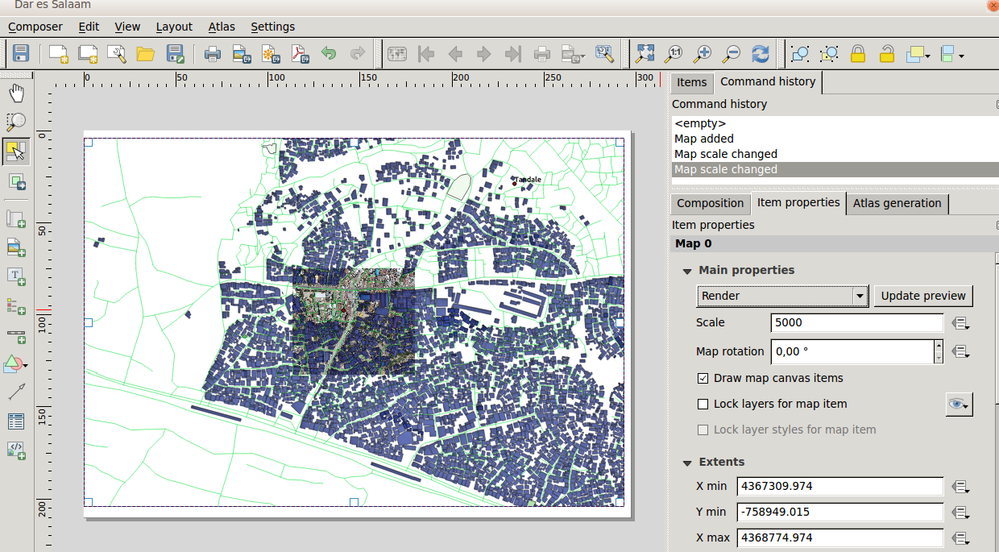 Dar es Salaam
Composer Edit View Layout Atlas Settings
1:1
0 50 100 150 200 250 300
0
50
100
150
200
Tandale
Items Command history
Command history
<empty>
Map added
Map scale changed
Map scale changed
Composition Item properties Atlas generation
Item properties
Map 0
Main properties
Render Update preview
Scale 5000
Map rotation 0,00 °
Draw map canvas items
Lock layers for map item
Lock layer styles for map item
Extents
X min 4367309.974
Y min -758949.015
X max 4368774.974